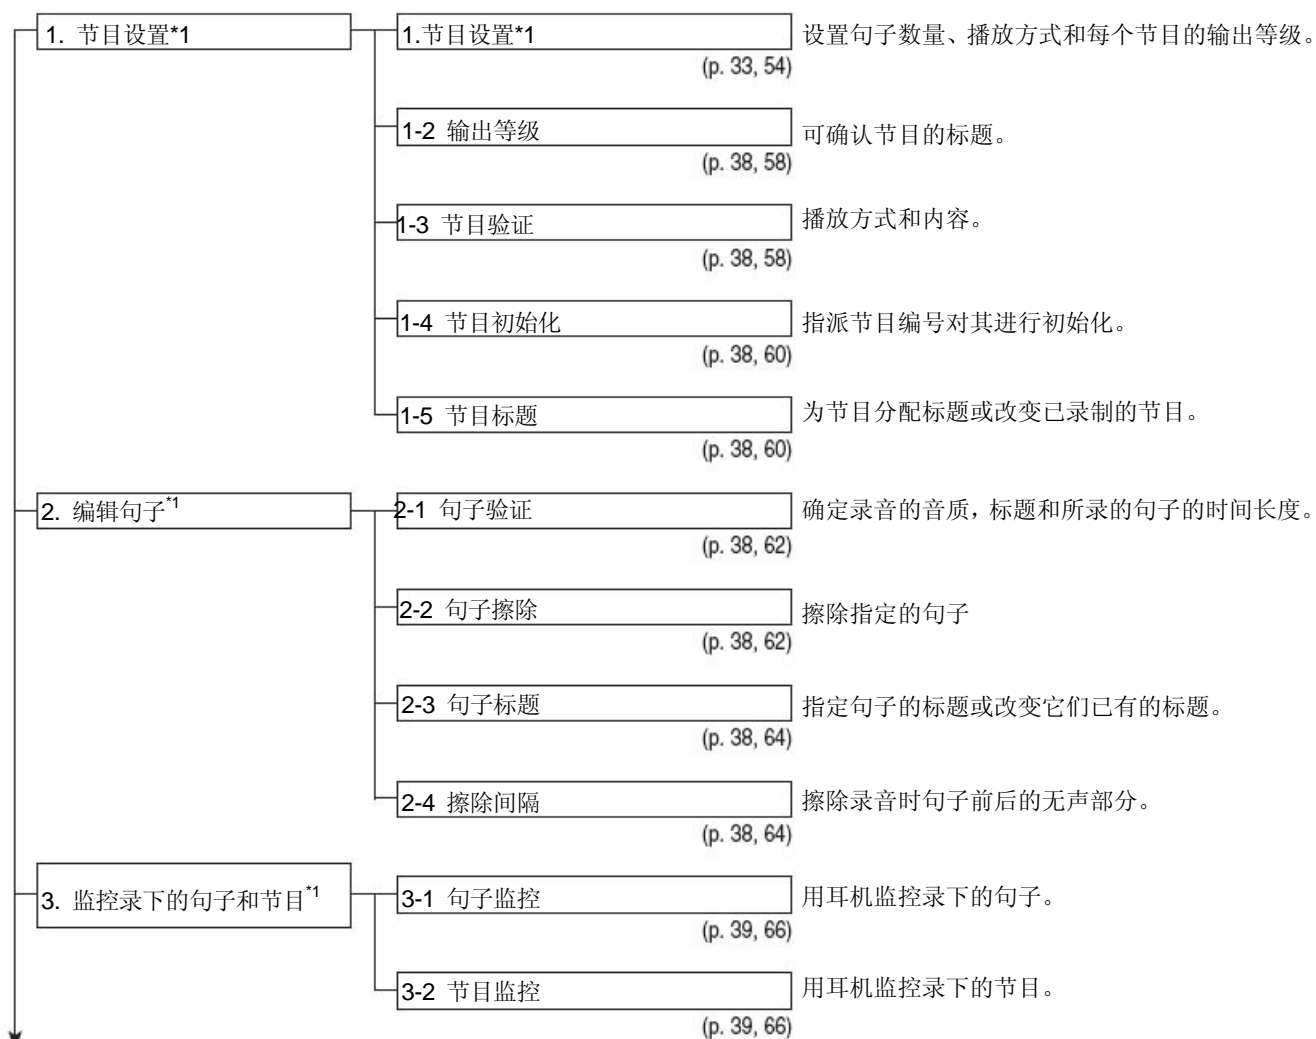 1. 节目设置*1
1.节目设置*1
设置句子数量、播放方式和每个节目的输出等级。
(p. 33, 54)
1-2 输出等级
可确认节目的标题。
(p. 38, 58)
1-3 节目验证
播放方式和内容。
(p. 38, 58)
1-4 节目初始化
指派节目编号对其进行初始化。
(p. 38, 60)
1-5 节目标题
为节目分配标题或改变已录制的节目。
(p. 38, 60)
2. 编辑句子*1
2-1 句子验证
确定录音的音质，标题和所录的句子的时间长度。
(p. 38, 62)
2-2 句子擦除
擦除指定的句子
(p. 38, 62)
2-3 句子标题
指定句子的标题或改变它们已有的标题。
(p. 38, 64)
2-4 擦除间隔
擦除录音时句子前后的无声部分。
(p. 38, 64)
3. 监控录下的句子和节目*1
3-1 句子监控
用耳机监控录下的句子。
(p. 39, 66)
3-2 节目监控
用耳机监控录下的节目。
(p. 39, 66)